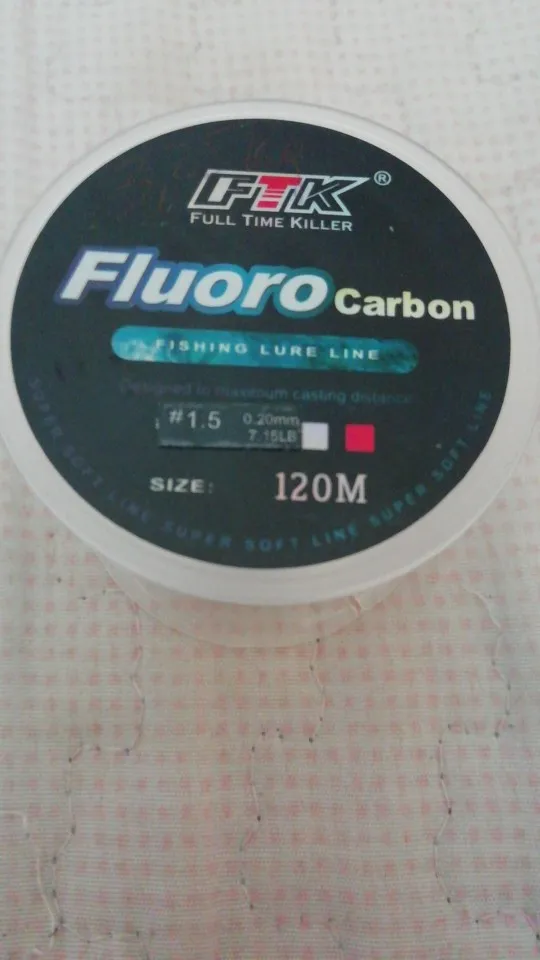 FTK ®
FULL TIME KILLER
Fluoro Carbon
FISHING LURE LINE
Designed to maximum casting distance
#1.5 0.20mm
7.15LB
SIZE: 120M
SUPER SOFT LINE SUPER SOFT LINE SUPER SOFT LINE